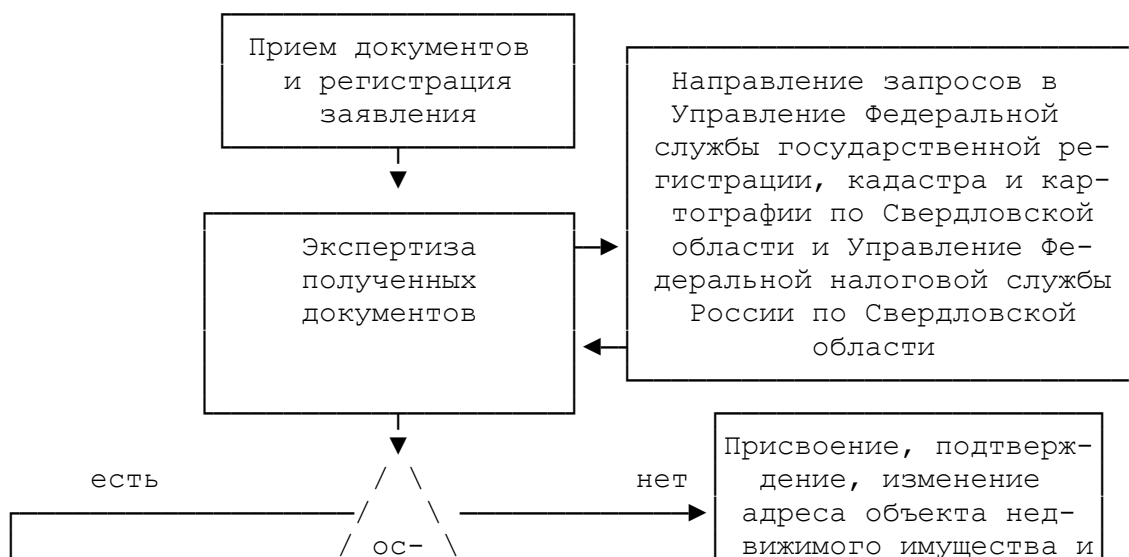 Прием документов
и регистрация
заявления
Направление запросов в
Управление Федеральной
службы государственной ре-
гистрации, кадастра и кар-
тографии по Свердловской
области и Управление Фе-
деральной налоговой службы
России по Свердловской
области
Экспертиза
полученных
документов
есть
нет
Присвоение, подтверж-
дение, изменение
адреса объекта нед-
вижимого имущества и
ос-